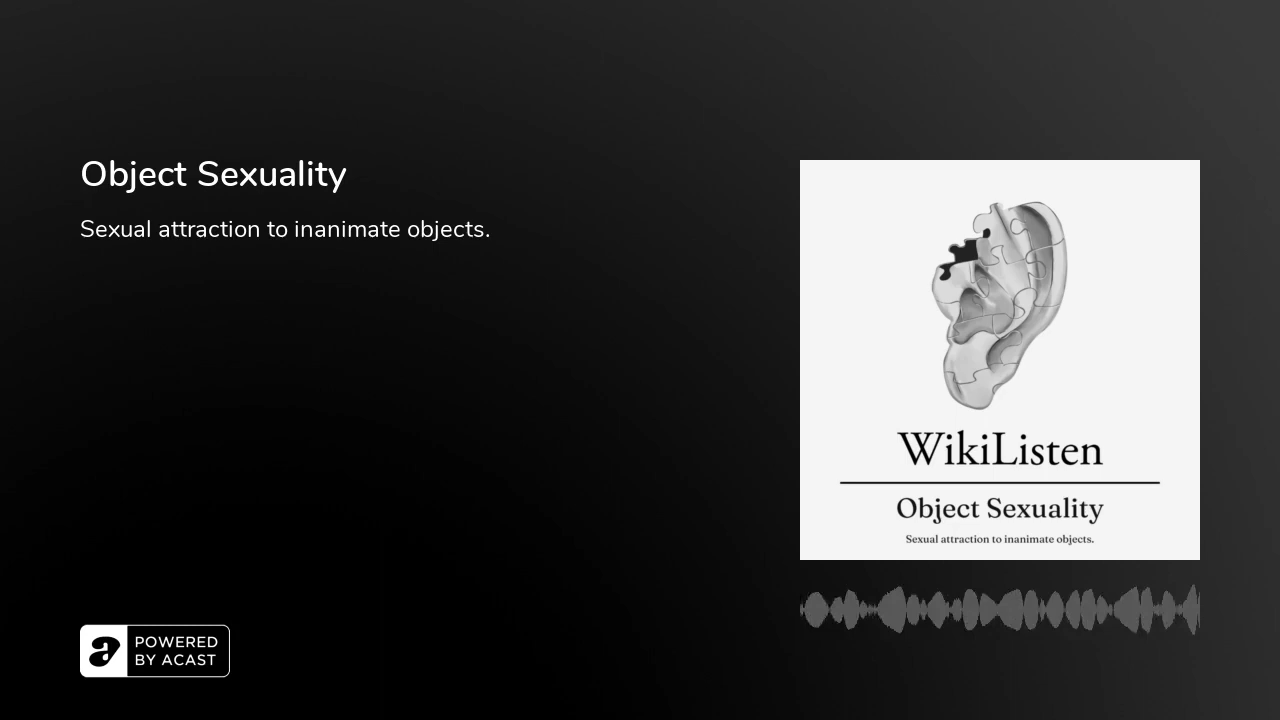 Object Sexuality
Sexual attraction to inanimate objects.
WikiListen
Object Sexuality
Sexual attraction to inanimate objects.
a POWERED
BY ACAST